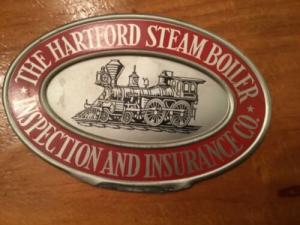 THE HARTFORD STEAM BOILER
INSPECTION AND INSURANCE CO.